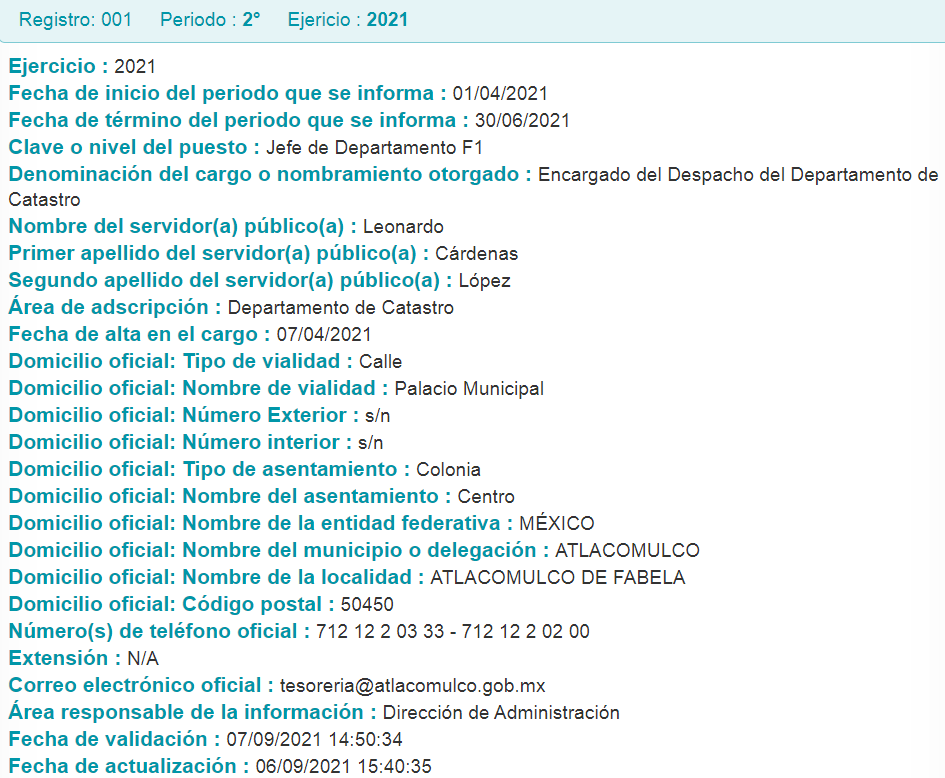 Registro: 001 Periodo : 2° Ejericio : 2021
Ejercicio : 2021
Fecha de inicio del periodo que se informa : 01/04/2021
Fecha de término del periodo que se informa : 30/06/2021
Clave o nivel del puesto : Jefe de Departamento F1
Denominación del cargo o nombramiento otorgado : Encargado del Despacho del Departamento de
Catastro
Nombre del servidor(a) público(a) : Leonardo
Primer apellido del servidor(a) público(a) : Cárdenas
Segundo apellido del servidor(a) público(a) : López
Área de adscripción : Departamento de Catastro
Fecha de alta en el cargo : 07/04/2021
Domicilio oficial: Tipo de vialidad : Calle
Domicilio oficial: Nombre de vialidad : Palacio Municipal
Domicilio oficial: Número Exterior : s/n
Domicilio oficial: Número interior : s/n
Domicilio oficial: Tipo de asentamiento : Colonia
Domicilio oficial: Nombre del asentamiento : Centro
Domicilio oficial: Nombre de la entidad federativa : MÉXICO
Domicilio oficial: Nombre del municipio o delegación : ATLACOMULCO
Domicilio oficial: Nombre de la localidad : ATLACOMULCO DE FABELA
Domicilio oficial: Código postal : 50450
Número(s) de teléfono oficial : 712 12 2 03 33 - 712 12 2 02 00
Extensión : N/A
Correo electrónico oficial : tesoreria@atlacomulco.gob.mx
Área responsable de la información : Dirección de Administración
Fecha de validación : 07/09/2021 14:50:34
Fecha de actualización : 06/09/2021 15:40:35